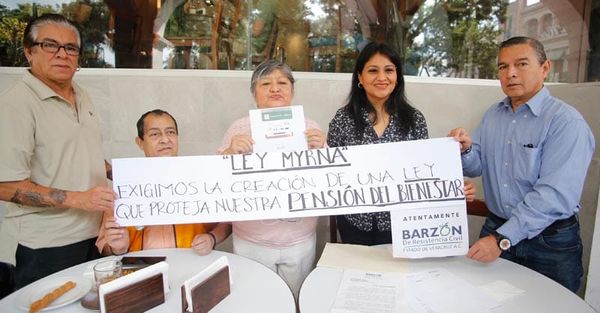 "LEY MYRNA"
EXIGIMOS LA CREACIÓN DE UNA LEY
QUE PROTEJA NUESTRA PENSIÓN DEL BIENESTAR
ATENTAMENTE
BARZÓN
De Resistencia Civil
ESTADO DE VERACRUZ A.C.